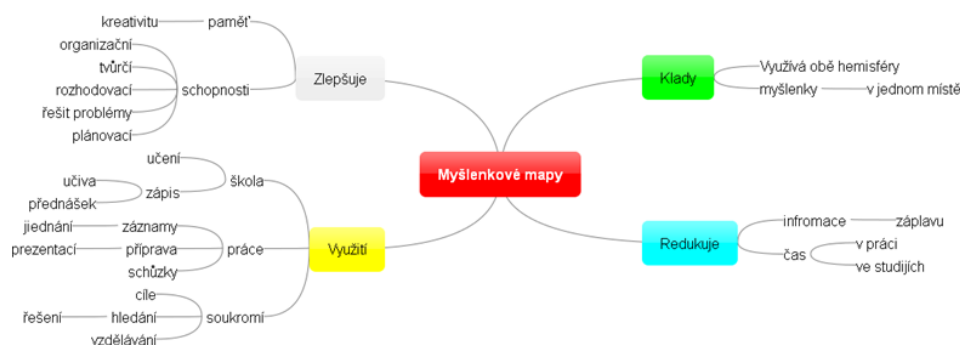 Myšlenkové mapy
Klady
Využívá obě hemisféry
myšlenky
v jednom místě
Redukuje
infromace
záplavu
čas
v práci
ve studijích
Zlepšuje
paměť
kreativitu
schopnosti
organizační
tvůrčí
rozhodovací
řešit problémy
plánovací
Využití
škola
učení
zápis
učiva
přednášek
práce
záznamy
jiednání
příprava
prezentací
schůzky
soukromí
cíle
hledání
řešení
vzdělávání